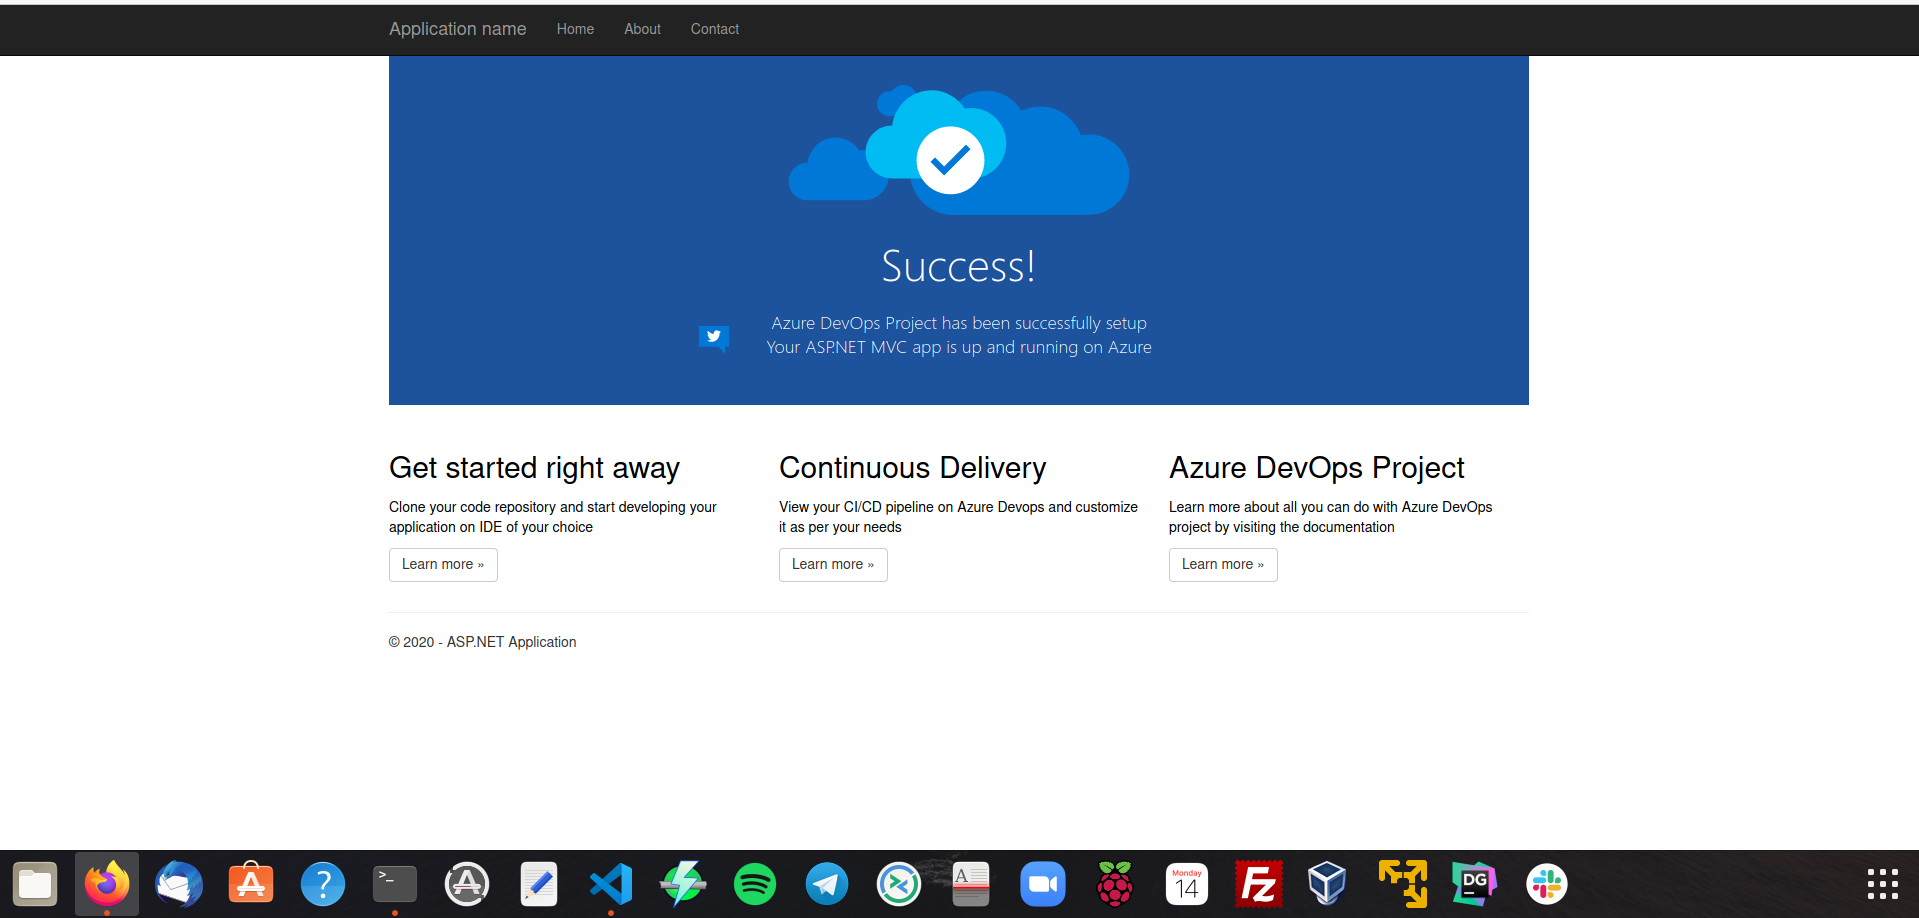 Application name Home About Contact
Success!
Azure DevOps Project has been successfully setup
Your ASP.NET MVC app is up and running on Azure
Get started right away
Clone your code repository and start developing your
application on IDE of your choice
Learn more »
Continuous Delivery
View your CI/CD pipeline on Azure Devops and customize
it as per your needs
Learn more »
Azure DevOps Project
Learn more about all you can do with Azure DevOps
project by visiting the documentation
Learn more »
© 2020 - ASP.NET Application
?
>_
A
Monday
14
Fz
DG